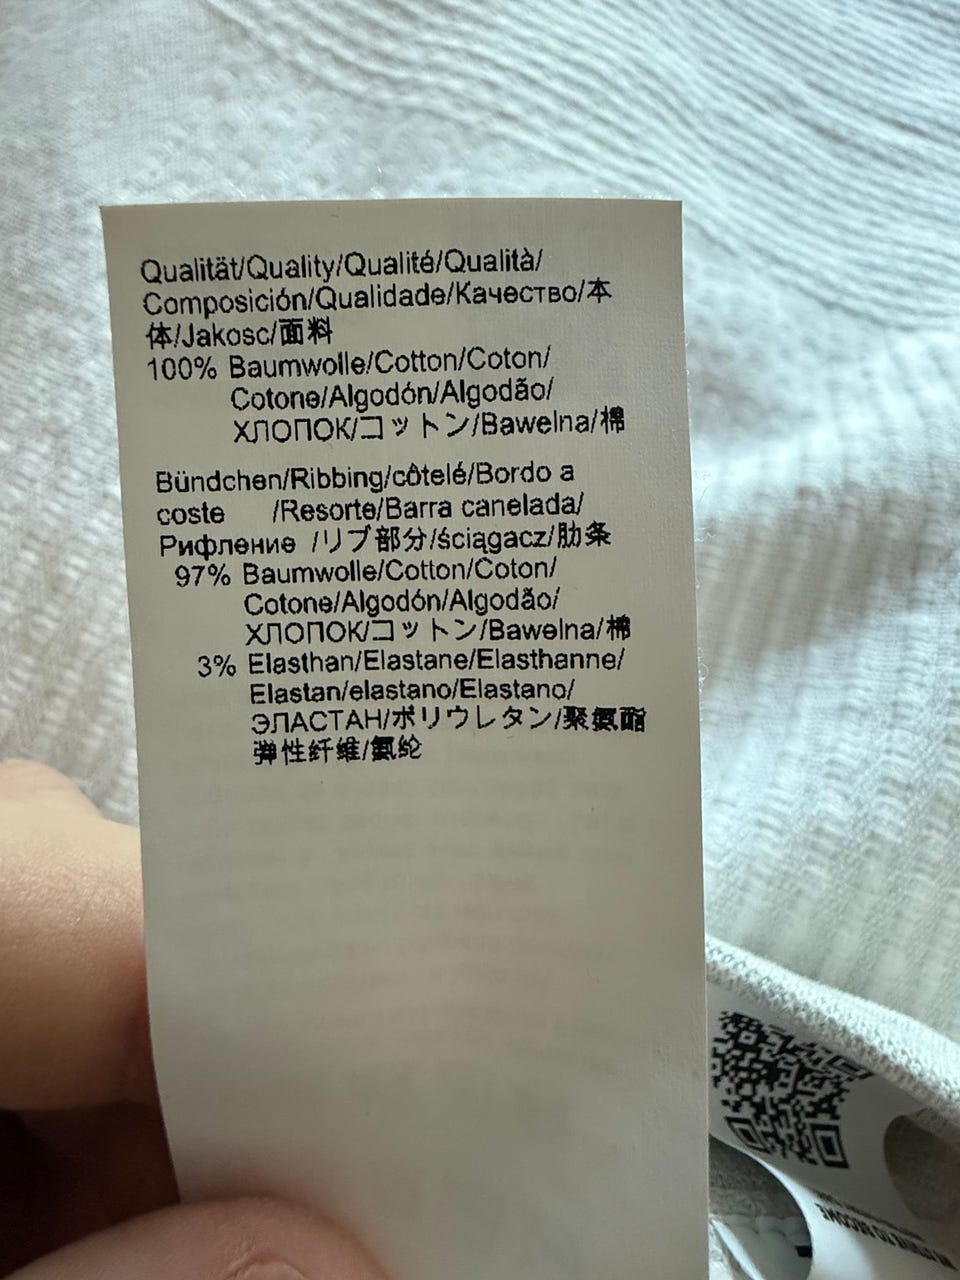 Qualität/Quality/Qualité/Qualità/
Composición/Qualidade/Качество/本
体/Jakosc/面料
100% Baumwolle/Cotton/Coton/
Cotone/Algodón/Algodão/
ХЛОПОК/コットン/Bawelna/棉
Bündchen/Ribbing/côtelé/Bordo a
coste /Resorte/Barra canelada/
Рифление /リブ部分/ściągacz/肋条
97% Baumwolle/Cotton/Coton/
Cotone/Algodón/Algodão/
ХЛОПОК/コットン/Bawelna/棉
3% Elasthan/Elastane/Elasthanne/
Elastan/elastano/Elastano/
ЭЛАСТАН/ポリウレタン/聚氨酯
弹性纤维/氨纶
TO BECOME